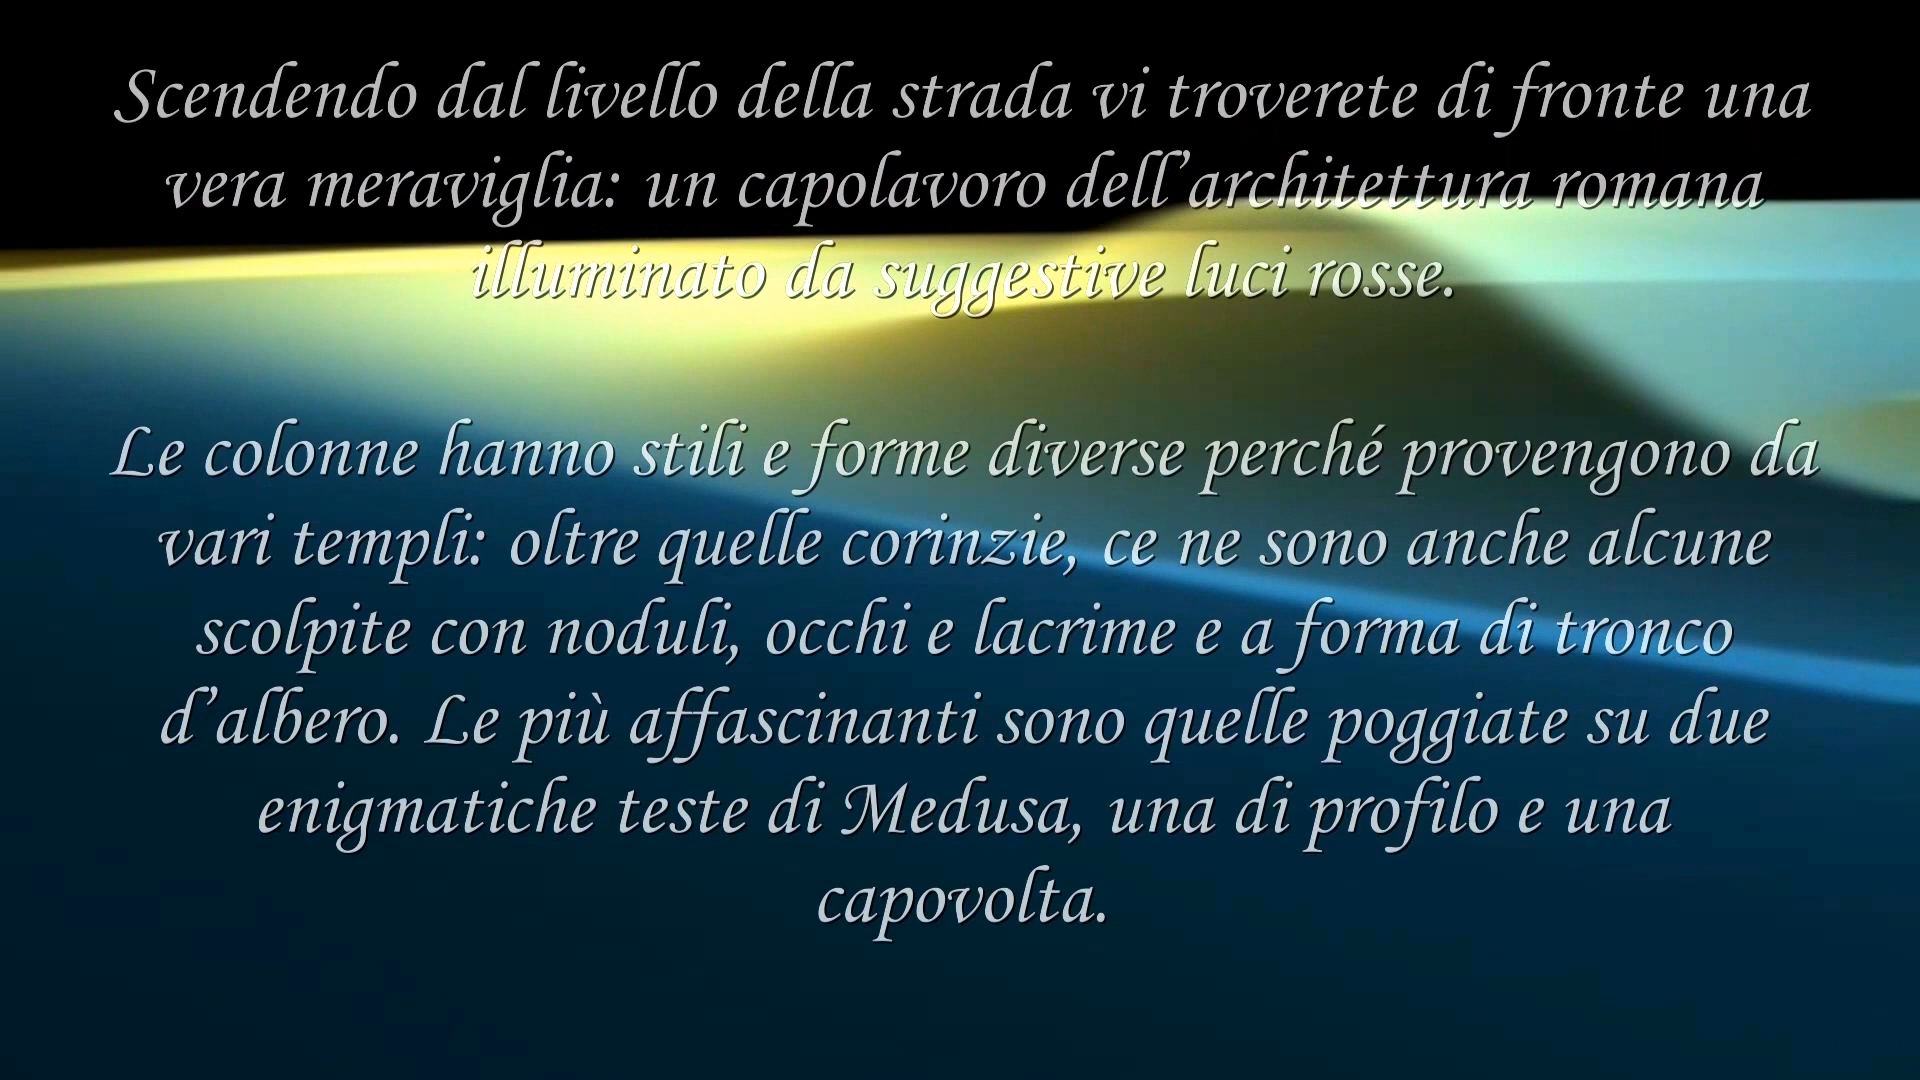 Scendendo dal livello della strada vi troverete di fronte una
vera meraviglia: un capolavoro dell’architettura romana
illuminato da suggestive luci rosse.
Le colonne hanno stili e forme diverse perché provengono da
vari templi: oltre quelle corinzie, ce ne sono anche alcune
scolpite con noduli, occhi e lacrime e a forma di tronco
d’albero. Le più affascinanti sono quelle poggiate su due
enigmatiche teste di Medusa, una di profilo e una
capovolta.